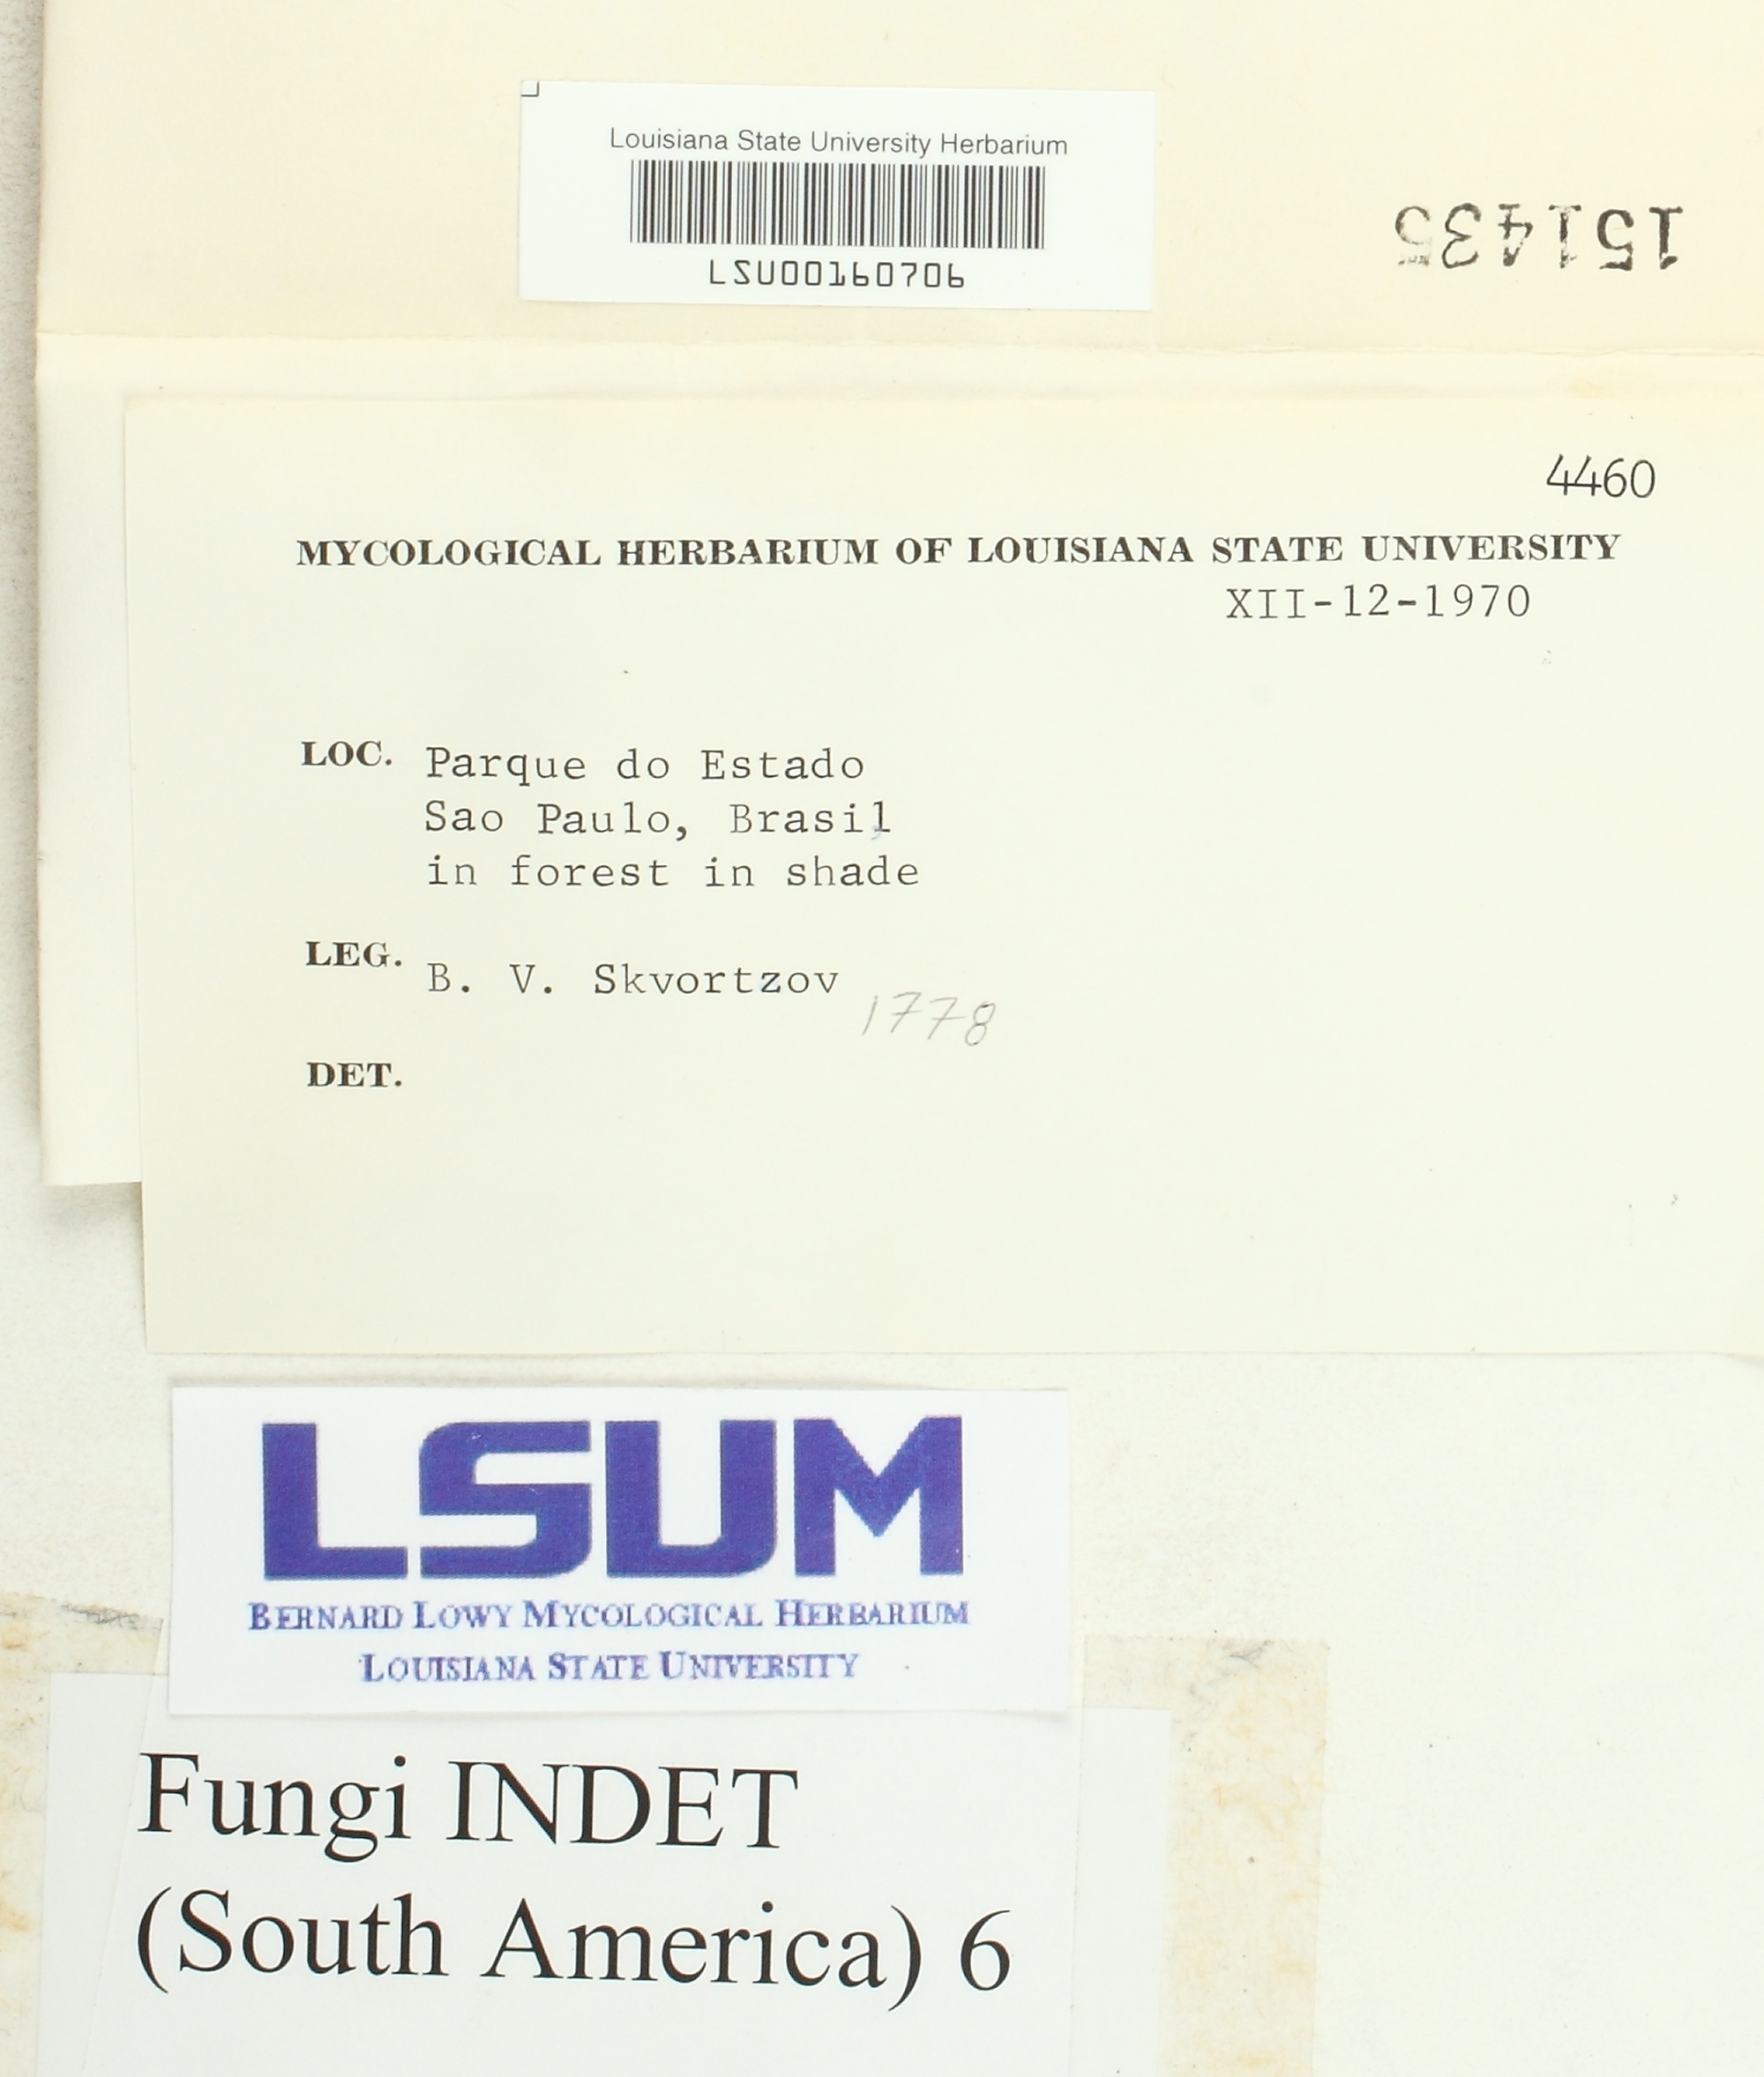 Louisiana State University Herbarium
LSU00160706
151435
4460
MYCOLOGICAL HERBARIUM OF LOUISIANA STATE UNIVERSITY
XII-12-1970
LOC. Parque do Estado
Sao Paulo, Brasil
in forest in shade
LEG. B. V. Skvortzov
1778
DET.
LSUM
BERNARD LOWY MYCOLOGICAL HERBARIUM
LOUISIANA STATE UNIVERSITY
Fungi INDET
(South America) 6